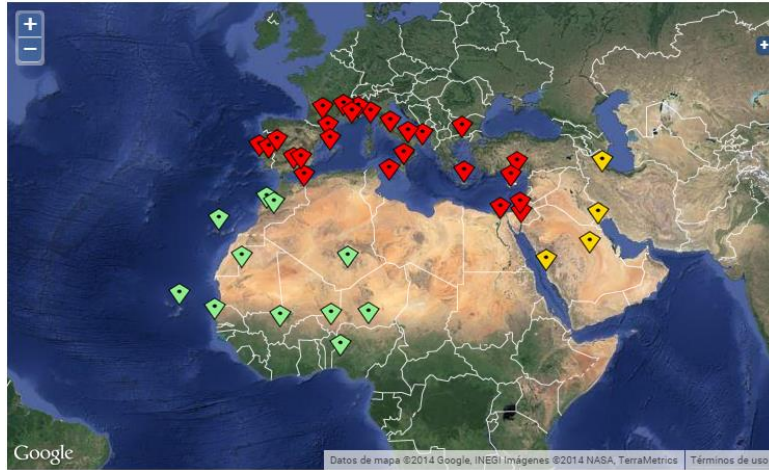 +
−
+
Google
Datos de mapa ©2014 Google, INEGI Imágenes ©2014 NASA, TerraMetrics
Términos de uso